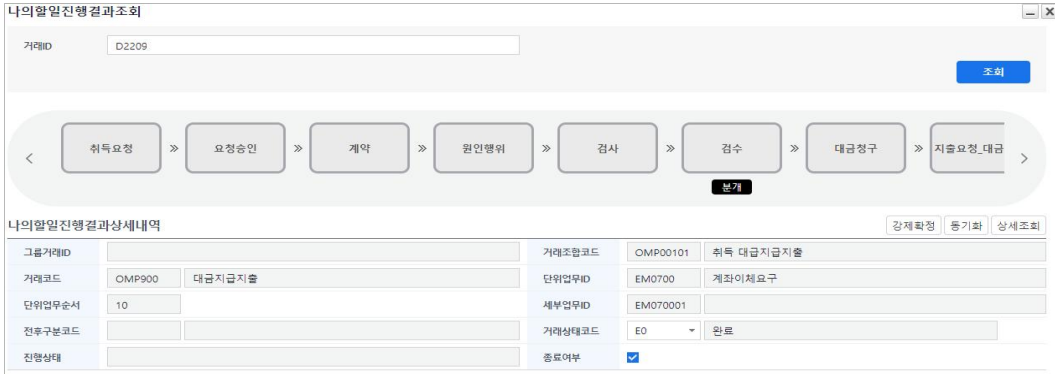 나의할일진행결과조회
거래ID D2209
조회
< 취득요청 » 요청승인 » 계약 » 원인행위 » 검사 » 검수 » 대금청구 » 지출요청_대금 >
분개
나의할일진행결과상세내역 강제확정 동기화 상세조회
그룹거래ID 거래조합코드 OMP00101 취득 대급지급지출
거래코드 OMP900 대금지급지출 단위업무ID EM0700 계좌이체요구
단위업무순서 10 세부업무ID EM070001
전후구분코드 거래상태코드 E0 완료
진행상태 종료여부